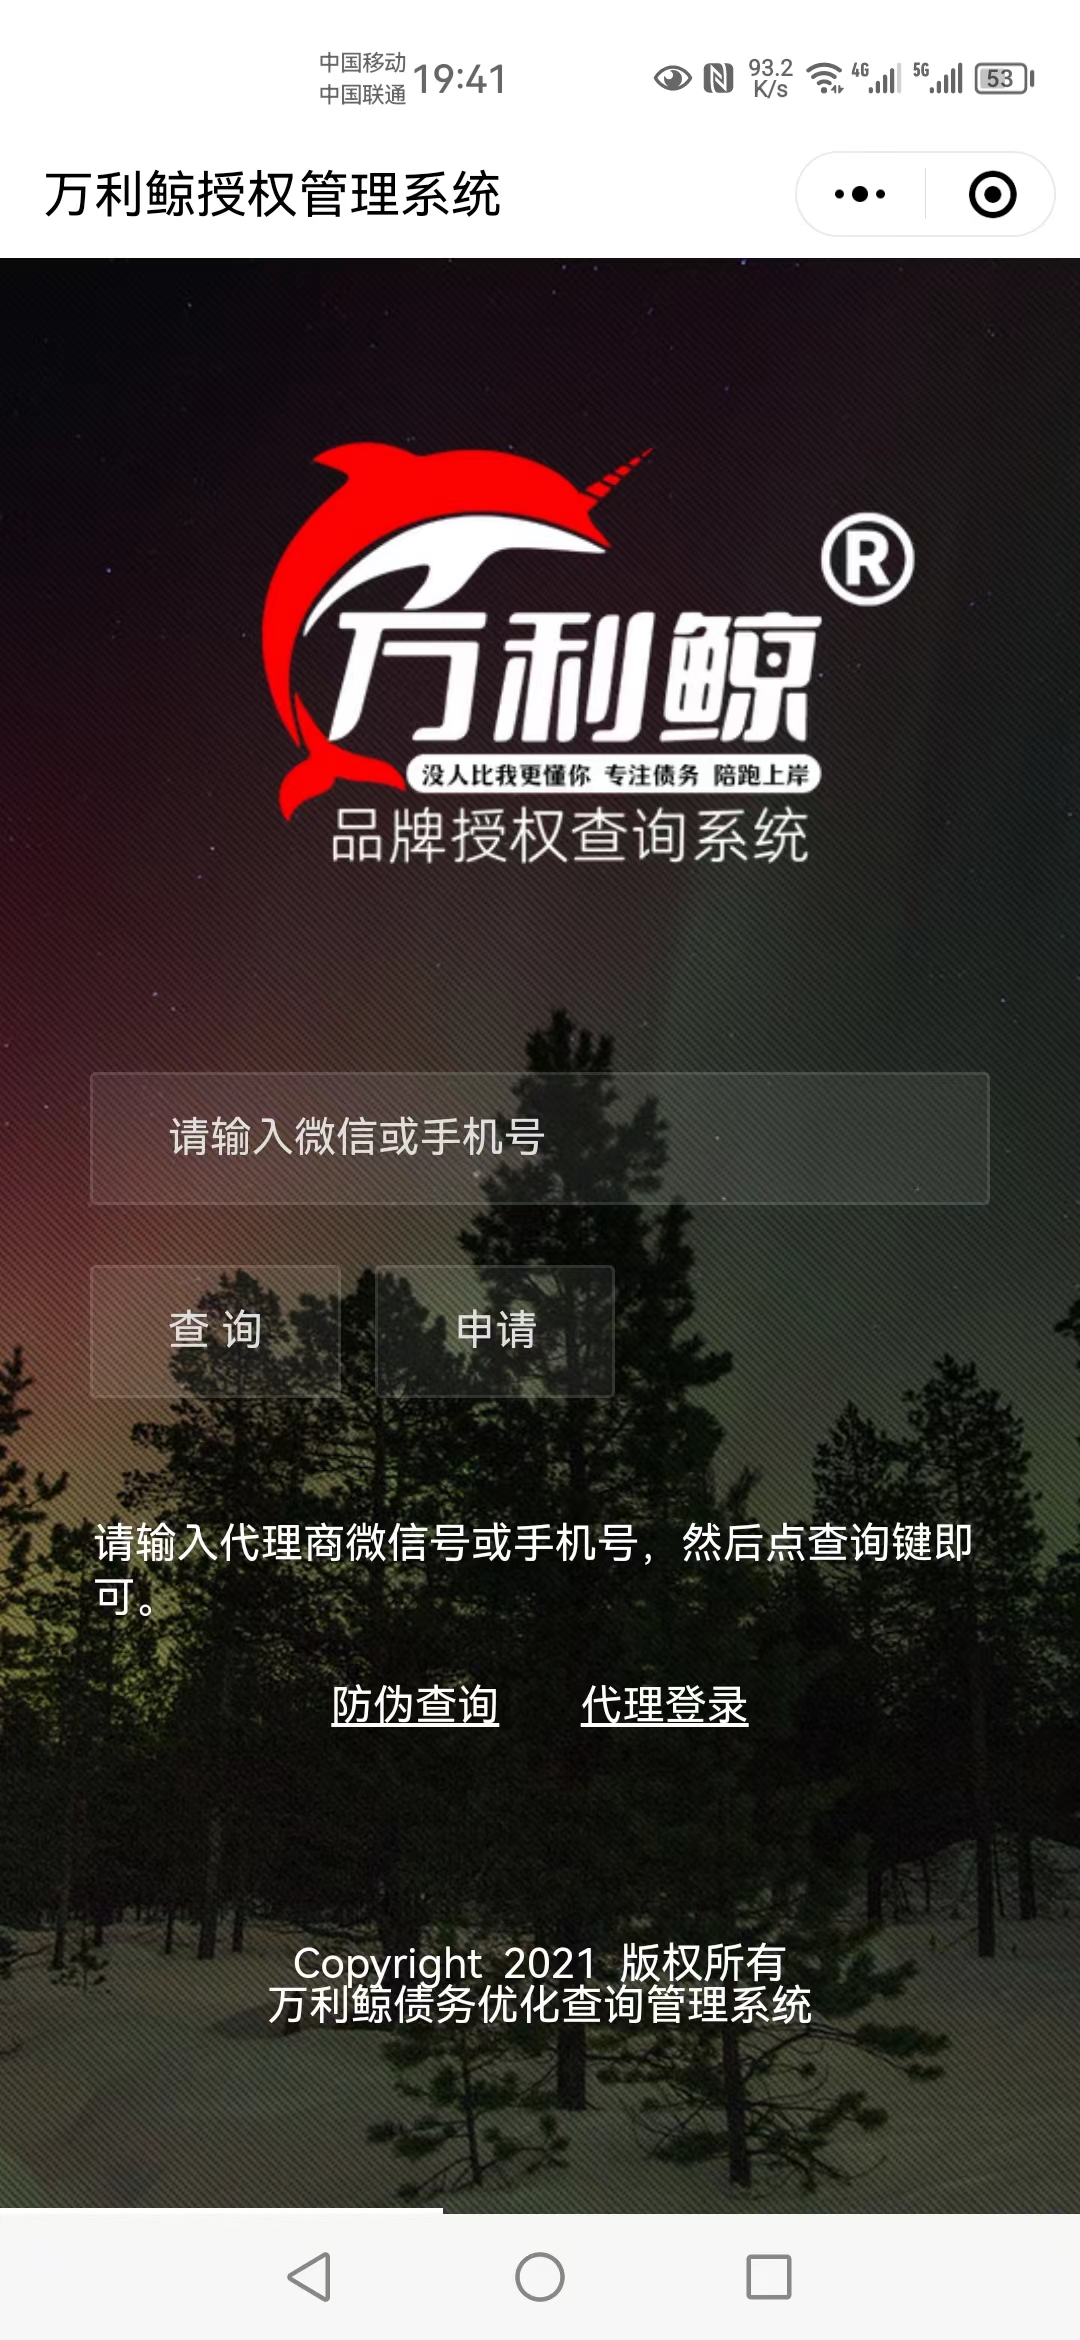 中国移动
中国联通
19:41
93.2
K/s
4G
5G
53
万利鲸授权管理系统
®
万利鲸
没人比我更懂你 专注债务 陪跑上岸
品牌授权查询系统
请输入微信或手机号
查 询
申请
请输入代理商微信号或手机号，然后点查询键即
可。
防伪查询 代理登录
Copyright 2021 版权所有
万利鲸债务优化查询管理系统